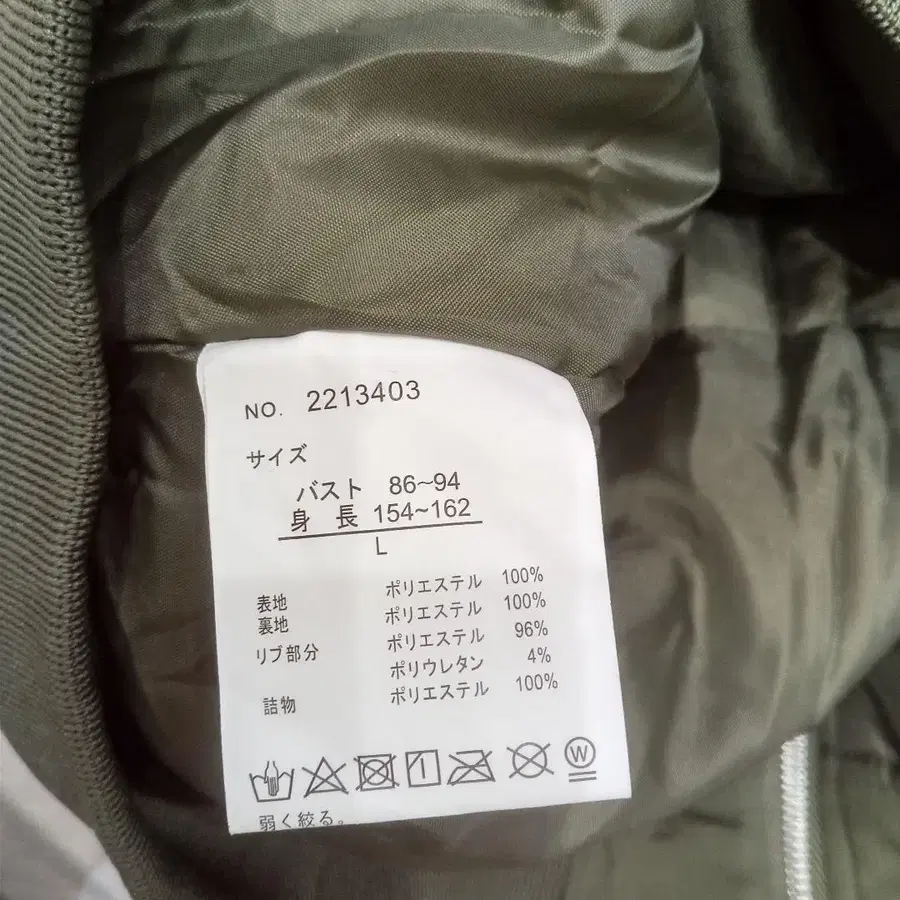 NO. 2213403
サイズ
バスト 86~94
身 長 154~162
L
表地 ポリエステル 100%
裏地 ポリエステル 100%
リブ部分 ポリエステル 96%
ポリウレタン 4%
詰物 ポリエステル 100%
W
弱く絞る。